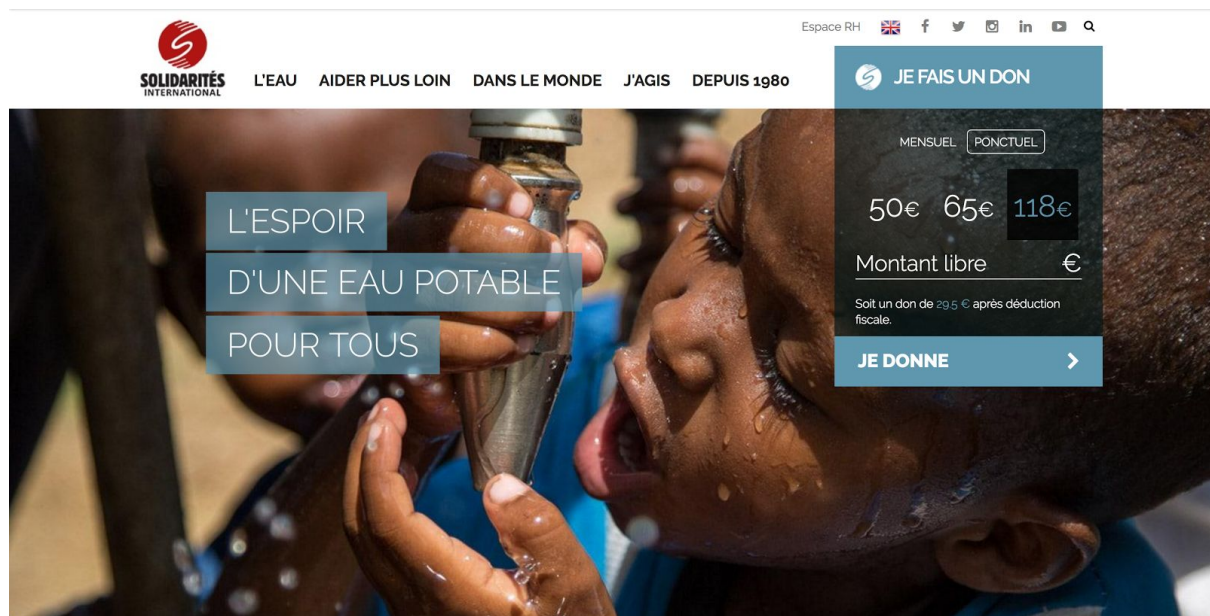 Espace RH
SOLIDARITÉS
INTERNATIONAL
L'EAU AIDER PLUS LOIN DANS LE MONDE J'AGIS DEPUIS 1980
JE FAIS UN DON
MENSUEL PONCTUEL
50€ 65€ 118€
Montant libre €
Soit un don de 29.5 € après déduction
fiscale.
JE DONNE
L'ESPOIR
D'UNE EAU POTABLE
POUR TOUS